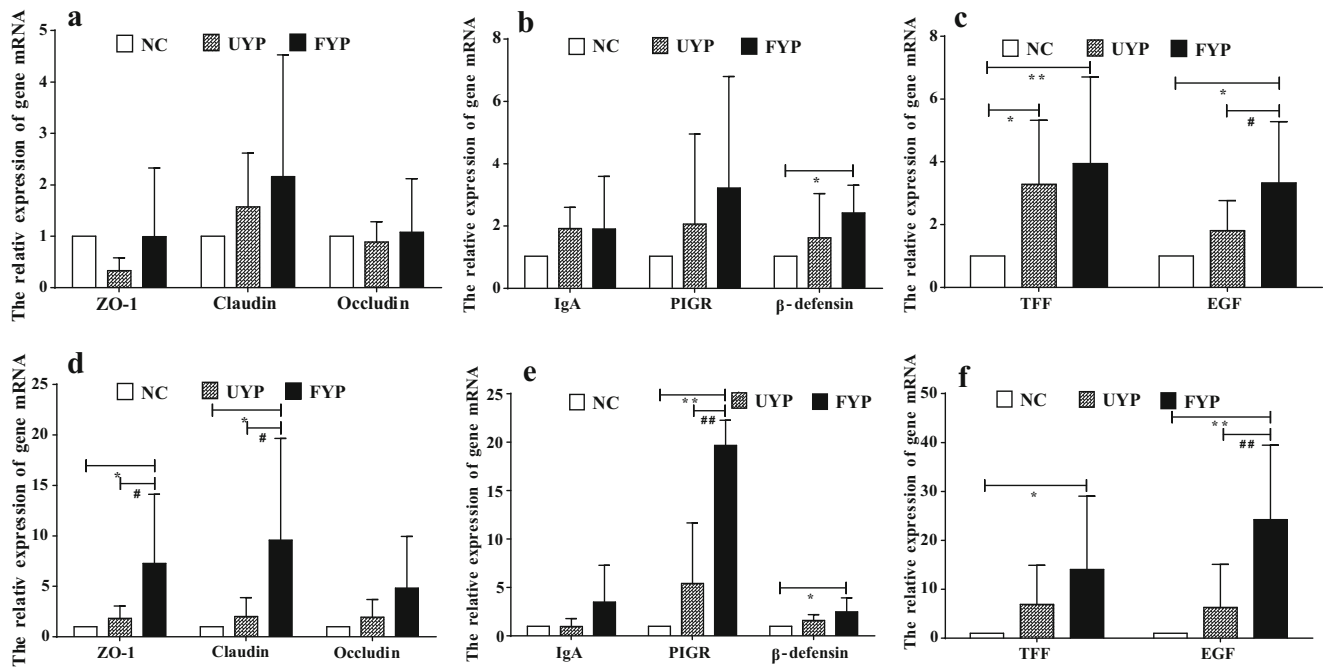 a
The relativ expression of gene mRNA
NC UYP FYP
5
4
3
2
1
0
ZO-1 Claudin Occludin
b
The relative expression of gene mRNA
NC UYP FYP
8
6
4
2
0
*
IgA PIGR β-defensin
c
The relative expression of gene mRNA
NC UYP FYP
8
6
4
2
0
**
*
*
#
TFF EGF
d
The relativ expression of gene mRNA
NC UYP FYP
25
20
15
10
5
0
*
#
*
#
ZO-1 Claudin Occludin
e
The relative expression of gene mRNA
NC UYP FYP
25
20
15
10
5
0
**
##
*
IgA PIGR β-defensin
f
The relative expression of gene mRNA
NC UYP FYP
50
40
30
20
10
0
*
**
##
TFF EGF